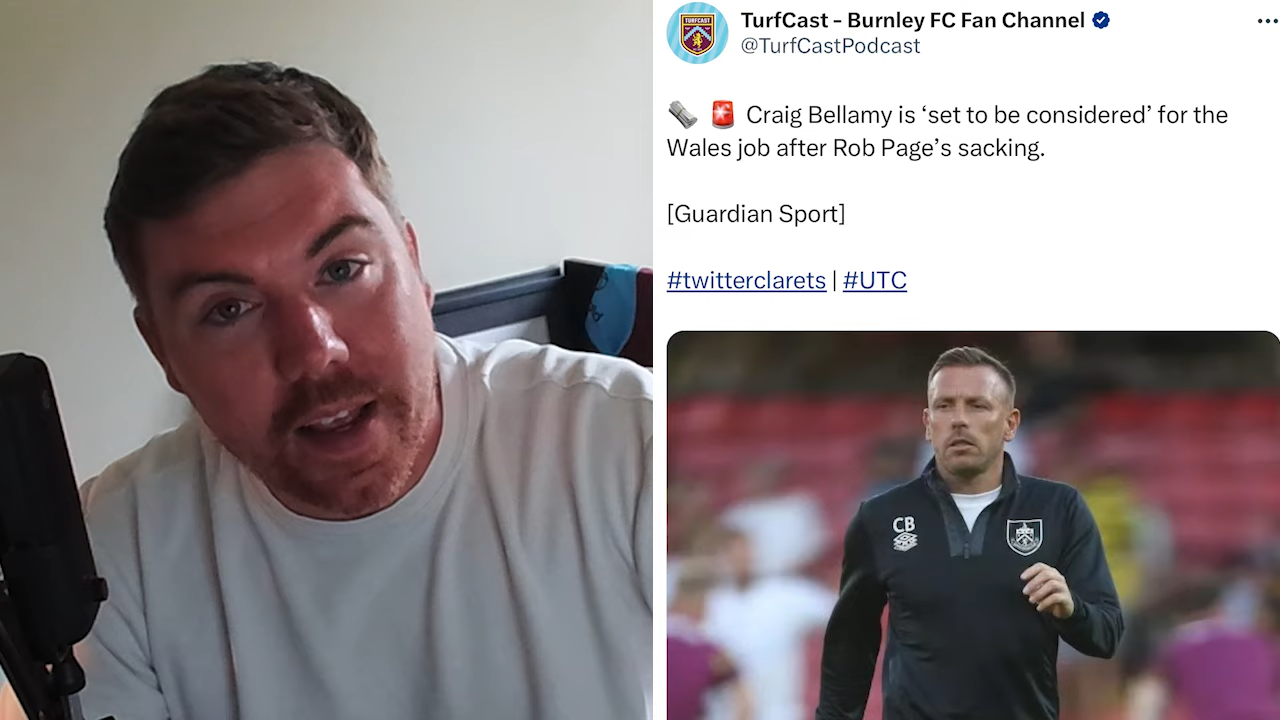 TURFCAST
TurfCast - Burnley FC Fan Channel
@TurfCastPodcast
🗞️ 🚨 Craig Bellamy is ‘set to be considered’ for the
Wales job after Rob Page’s sacking.
[Guardian Sport]
#twitterclarets | #UTC
CB